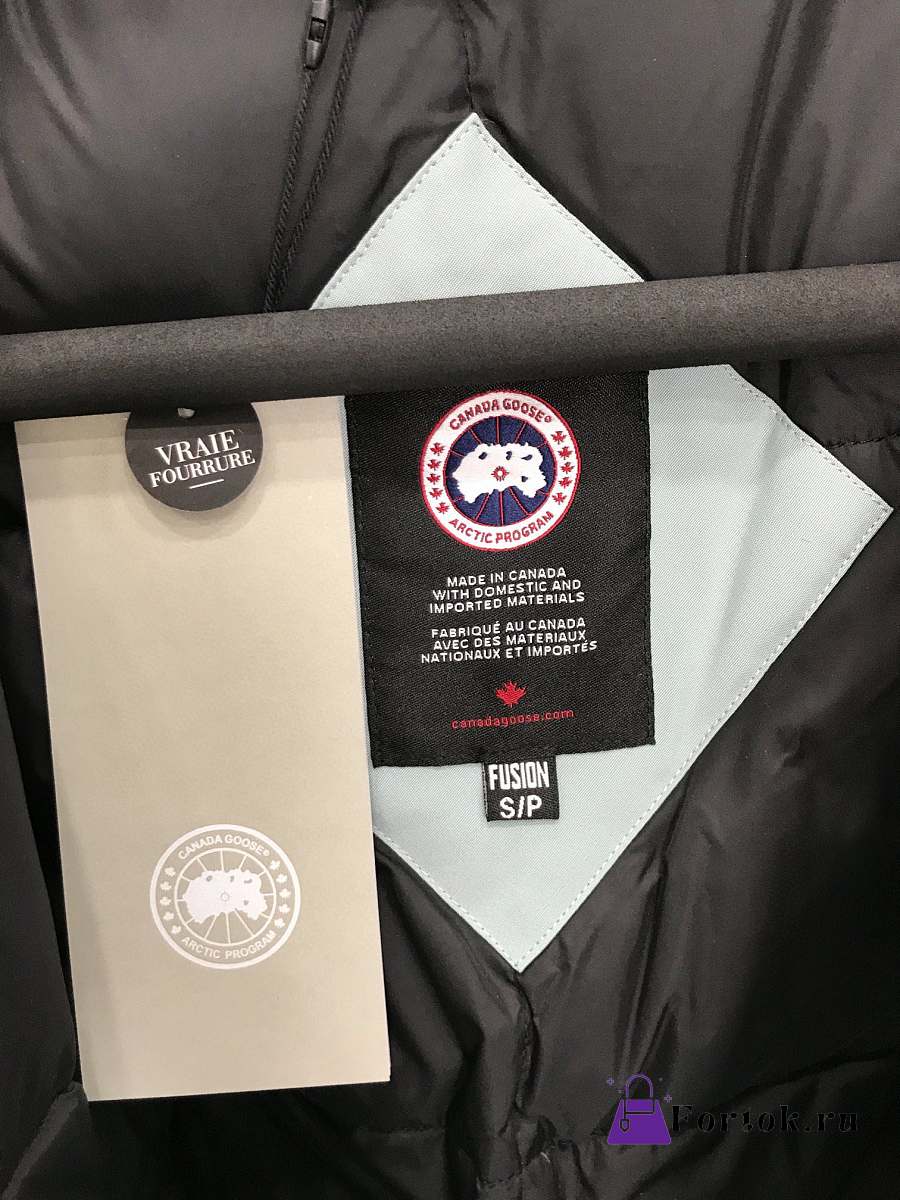 VRAIE
FOURRURE
CANADA GOOSE®
ARCTIC PROGRAM
MADE IN CANADA
WITH DOMESTIC AND
IMPORTED MATERIALS
FABRIQUÉ AU CANADA
AVEC DES MATERIAUX
NATIONAUX ET IMPORTÉS
canadagoose.com
FUSION
S/P
CANADA GOOSE®
ARCTIC PROGRAM
Fortok.ru